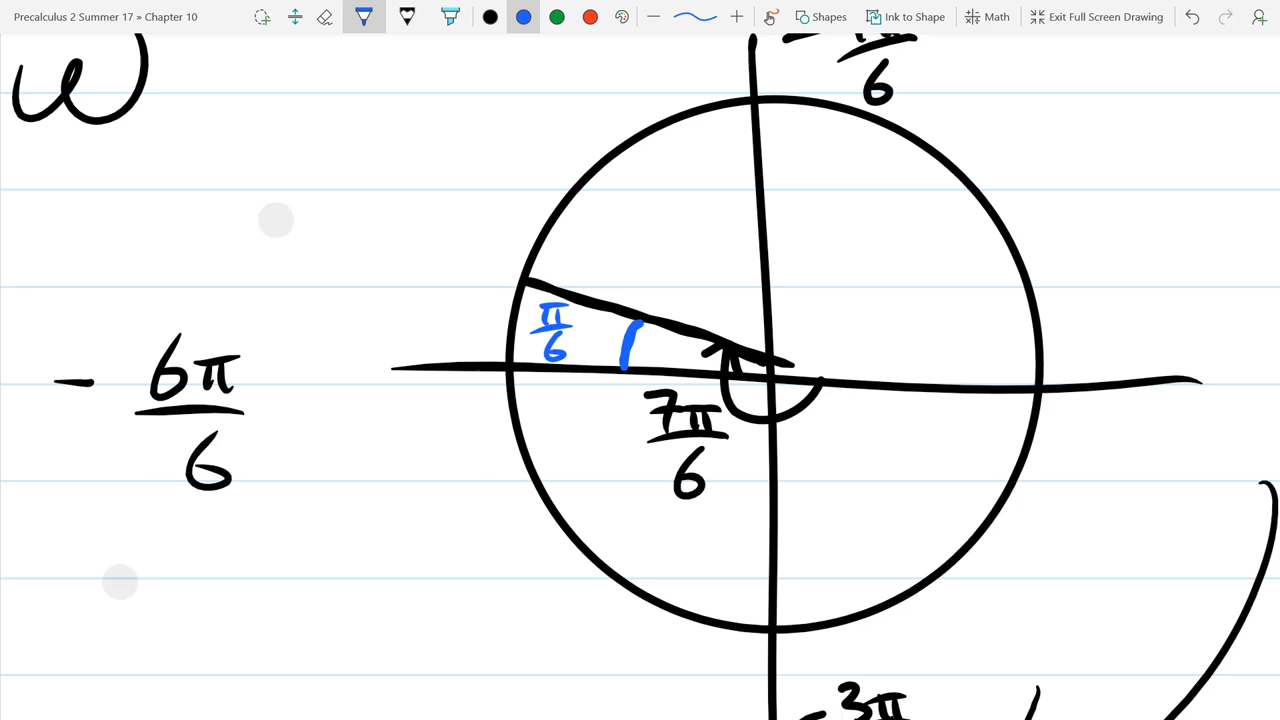 Precalculus 2 Summer 17 » Chapter 10
Shapes
Ink to Shape
Math
Exit Full Screen Drawing
6
π/6
- 6π/6
7π/6
- 3π